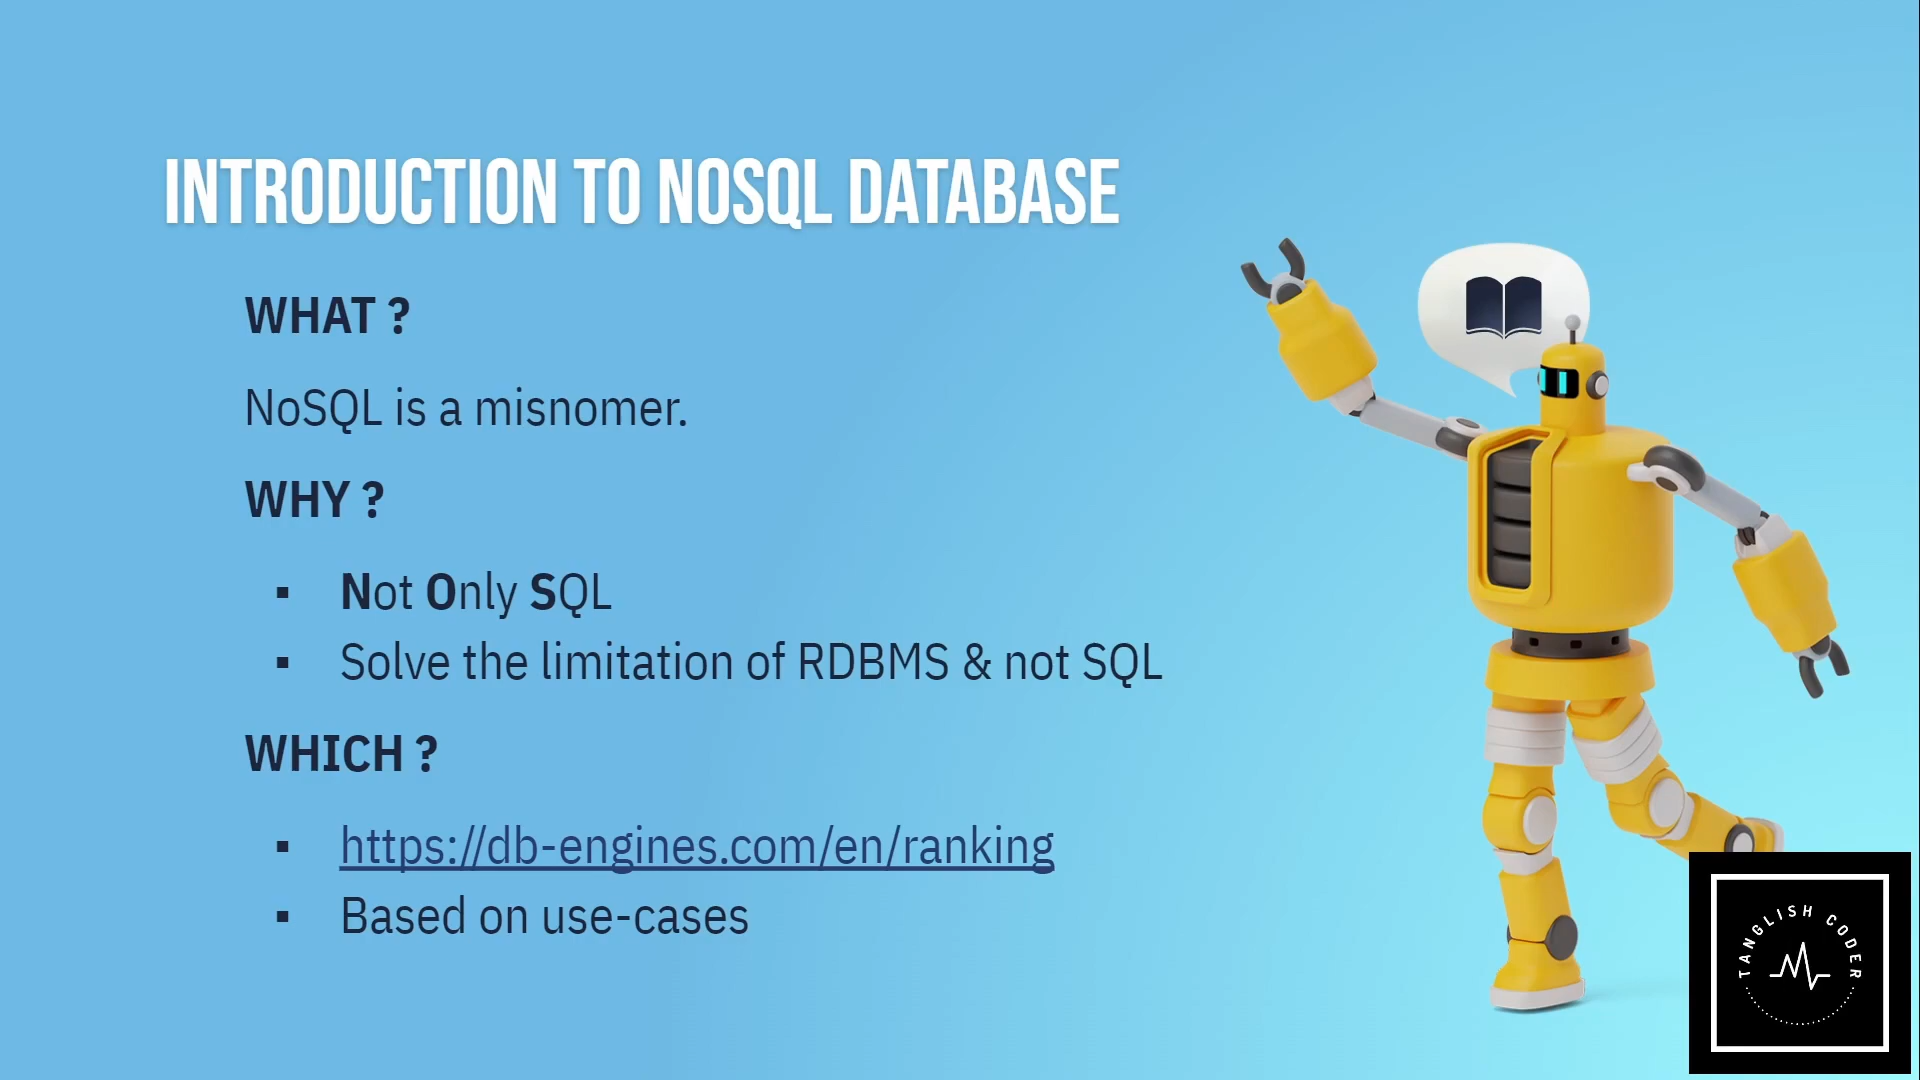 INTRODUCTION TO NOSQL DATABASE
WHAT ?
NoSQL is a misnomer.
WHY ?
▪ Not Only SQL
▪ Solve the limitation of RDBMS & not SQL
WHICH ?
▪ https://db-engines.com/en/ranking
▪ Based on use-cases
TANGLISH CODER